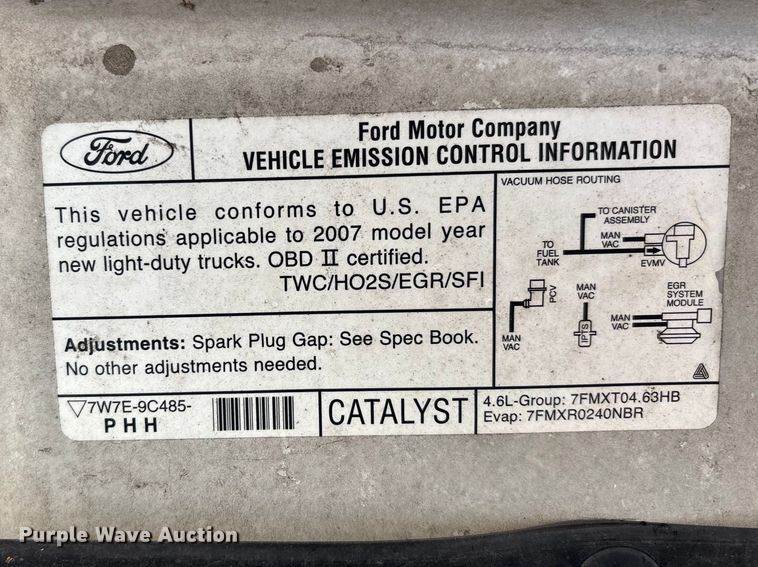 Ford
Ford Motor Company
VEHICLE EMISSION CONTROL INFORMATION
This vehicle conforms to U.S. EPA
regulations applicable to 2007 model year
new light-duty trucks. OBD II certified.
TWC/HO2S/EGR/SFI
Adjustments: Spark Plug Gap: See Spec Book.
No other adjustments needed.
VACUUM HOSE ROUTING
TO CANISTER
ASSEMBLY
MAN
VAC
TO
FUEL
TANK
EVMV
PCV
MAN
VAC
MAN
VAC
IPTS
EGR
SYSTEM
MODULE
MAN
VAC
7W7E-9C485-
PHH
CATALYST
4.6L-Group: 7FMXT04.63HB
Evap: 7FMXR0240NBR
Purple Wave Auction